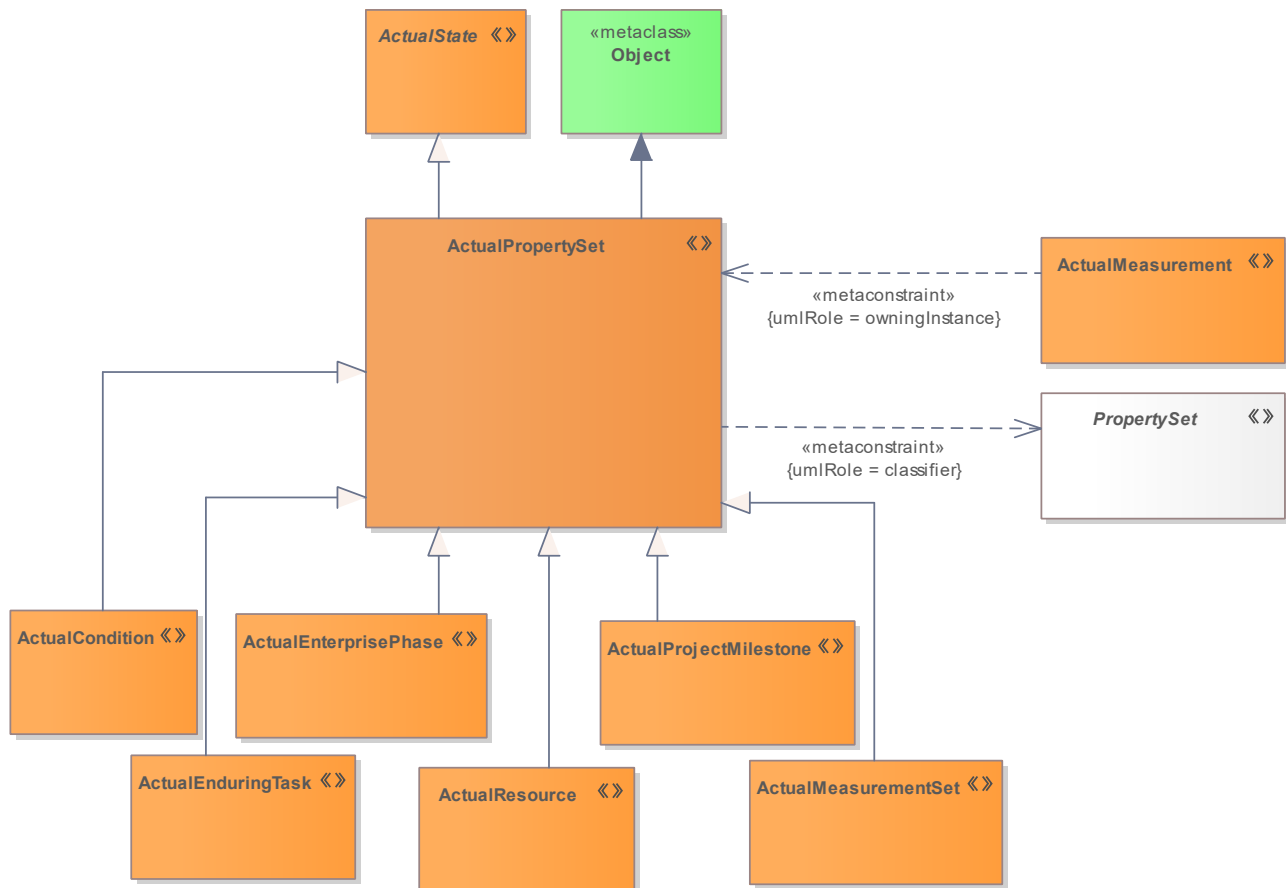 ActualState «»
«metaclass»
Object
ActualPropertySet «»
ActualMeasurement «»
«metaconstraint»
{umlRole = owningInstance}
PropertySet «»
«metaconstraint»
{umlRole = classifier}
ActualCondition «»
ActualEnterprisePhase «»
ActualProjectMilestone «»
ActualEnduringTask «»
ActualResource «»
ActualMeasurementSet «»